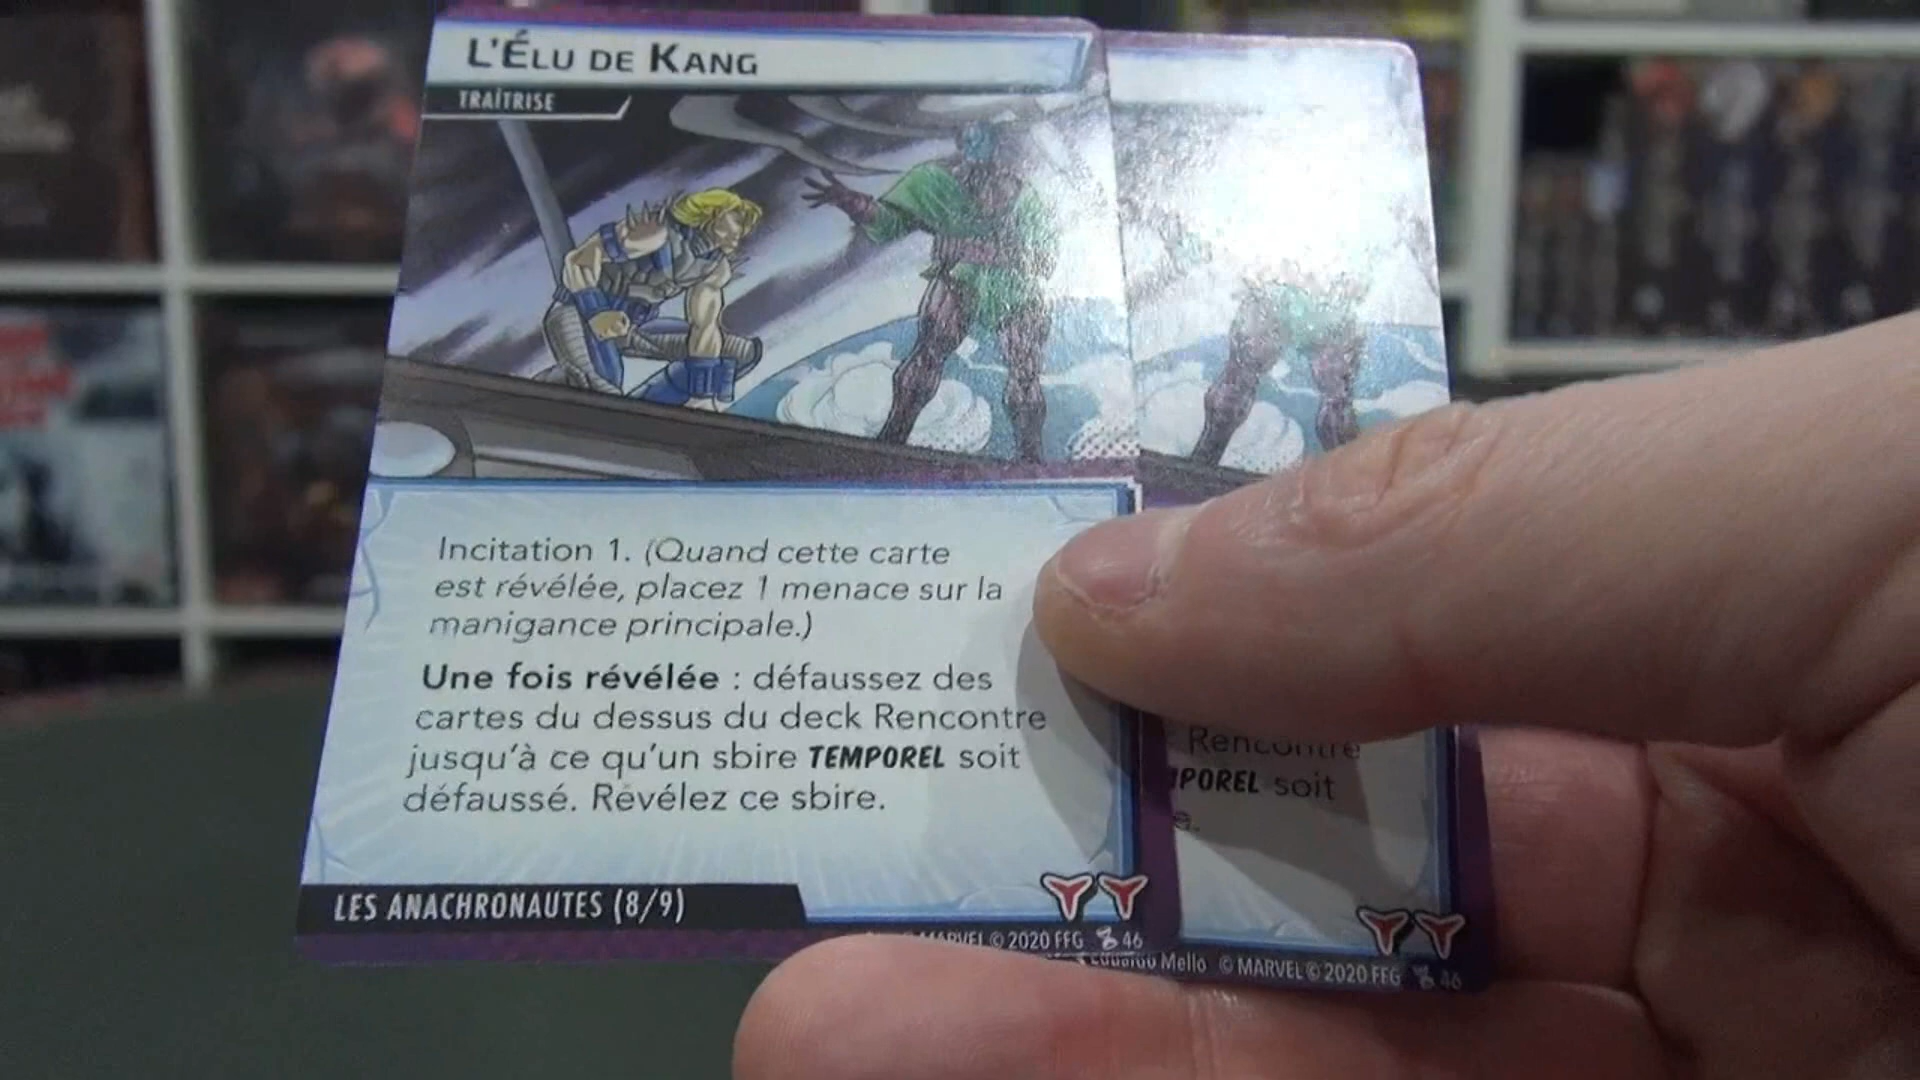 L'ÉLU DE KANG
TRAÎTRISE
Incitation 1. (Quand cette carte
est révélée, placez 1 menace sur la
manigance principale.)
Une fois révélée : défaussez des
cartes du dessus du deck Rencontre
jusqu'à ce qu'un sbire TEMPOREL soit
défaussé. Révélez ce sbire.
LES ANACHRONAUTES (8/9)
MARVEL © 2020 FFG 46
Rencontre
soit
Mello © MARVEL © 2020 FFG 46